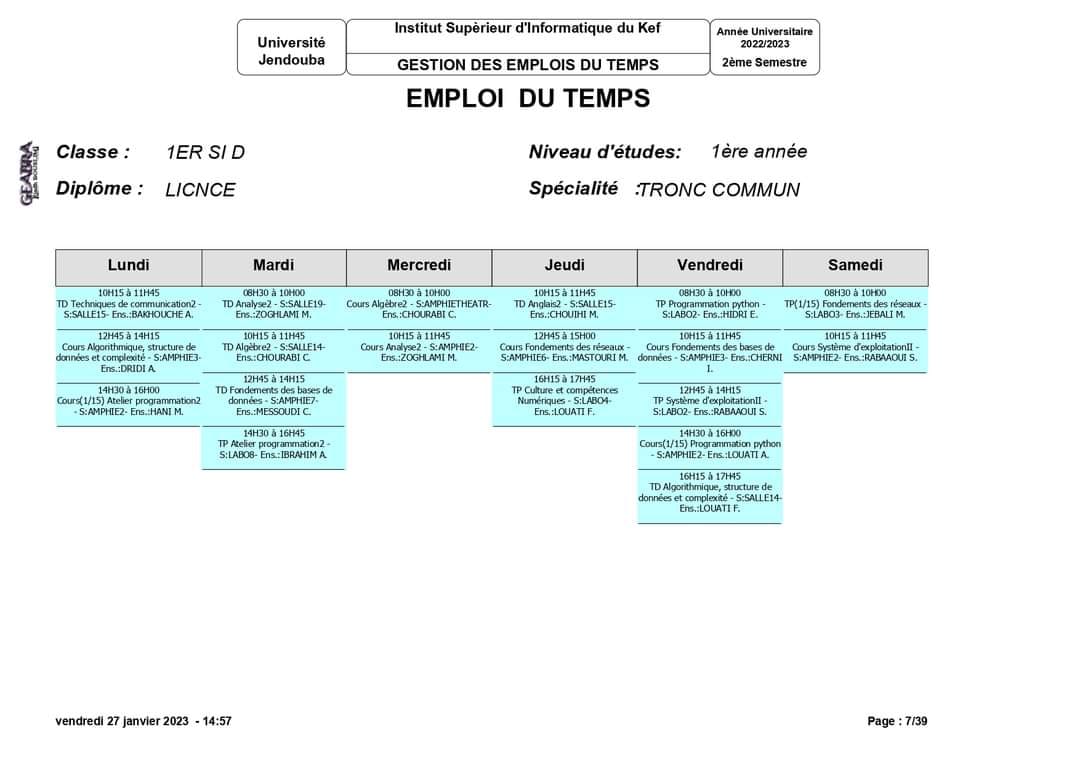 Université
Jendouba
Institut Supèrieur d'Informatique du Kef
GESTION DES EMPLOIS DU TEMPS
Année Universitaire
2022/2023
2ème Semestre
EMPLOI DU TEMPS
GEABRA
Classe : 1ER SI D
Niveau d'études: 1ère année
Diplôme : LICNCE
Spécialité :TRONC COMMUN
Lundi
10H15 à 11H45
TD Techniques de communication2 -
S:SALLE15- Ens.:BAKHOUCHE A.
12H45 à 14H15
Cours Algorithmique, structure de
données et complexité - S:AMPHIE3-
Ens.:DRIDI A.
14H30 à 16H00
Cours(1/15) Atelier programmation2
- S:AMPHIE2- Ens.:HANI M.
Mardi
08H30 à 10H00
TD Analyse2 - S:SALLE19-
Ens.:ZOGHLAMI M.
10H15 à 11H45
TD Algèbre2 - S:SALLE14-
Ens.:CHOURABI C.
12H45 à 14H15
TD Fondements des bases de
données - S:AMPHIE7-
Ens.:MESSOUDI C.
14H30 à 16H45
TP Atelier programmation2 -
S:LABO8- Ens.:IBRAHIM A.
Mercredi
08H30 à 10H00
Cours Algèbre2 - S:AMPHIETHEATR-
Ens.:CHOURABI C.
10H15 à 11H45
Cours Analyse2 - S:AMPHIE2-
Ens.:ZOGHLAMI M.
Jeudi
10H15 à 11H45
TD Anglais2 - S:SALLE15-
Ens.:CHOUIHI M.
12H45 à 15H00
Cours Fondements des réseaux -
S:AMPHIE6- Ens.:MASTOURI M.
16H15 à 17H45
TP Culture et compétences
Numériques - S:LABO4-
Ens.:LOUATI F.
Vendredi
08H30 à 10H00
TP Programmation python -
S:LABO2- Ens.:HIDRI E.
10H15 à 11H45
Cours Fondements des bases de
données - S:AMPHIE3- Ens.:CHERNI
I.
12H45 à 14H15
TP Système d'exploitationII -
S:LABO2- Ens.:RABAAOUI S.
14H30 à 16H00
Cours(1/15) Programmation python
- S:AMPHIE2- Ens.:LOUATI A.
16H15 à 17H45
TD Algorithmique, structure de
données et complexité - S:SALLE14-
Ens.:LOUATI F.
Samedi
08H30 à 10H00
TP(1/15) Fondements des réseaux -
S:LABO3- Ens.:JEBALI M.
10H15 à 11H45
Cours Système d'exploitationII -
S:AMPHIE2- Ens.:RABAAOUI S.
vendredi 27 janvier 2023 - 14:57
Page : 7/39